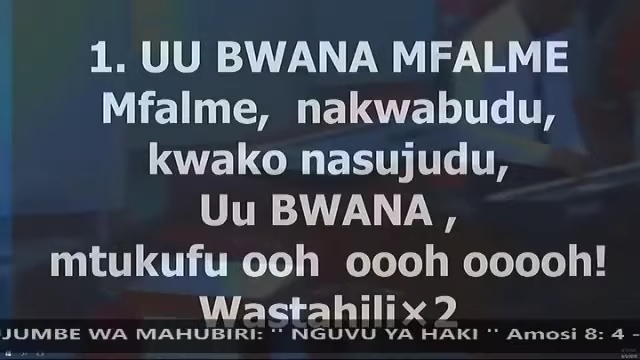 1. UU BWANA MFALME
Mfalme, nakwabudu,
kwako nasujudu,
Uu BWANA ,
mtukufu ooh oooh ooooh!
Wastahili×2
UJUMBE WA MAHUBIRI: " NGUVU YA HAKI " Amosi 8: 4 -